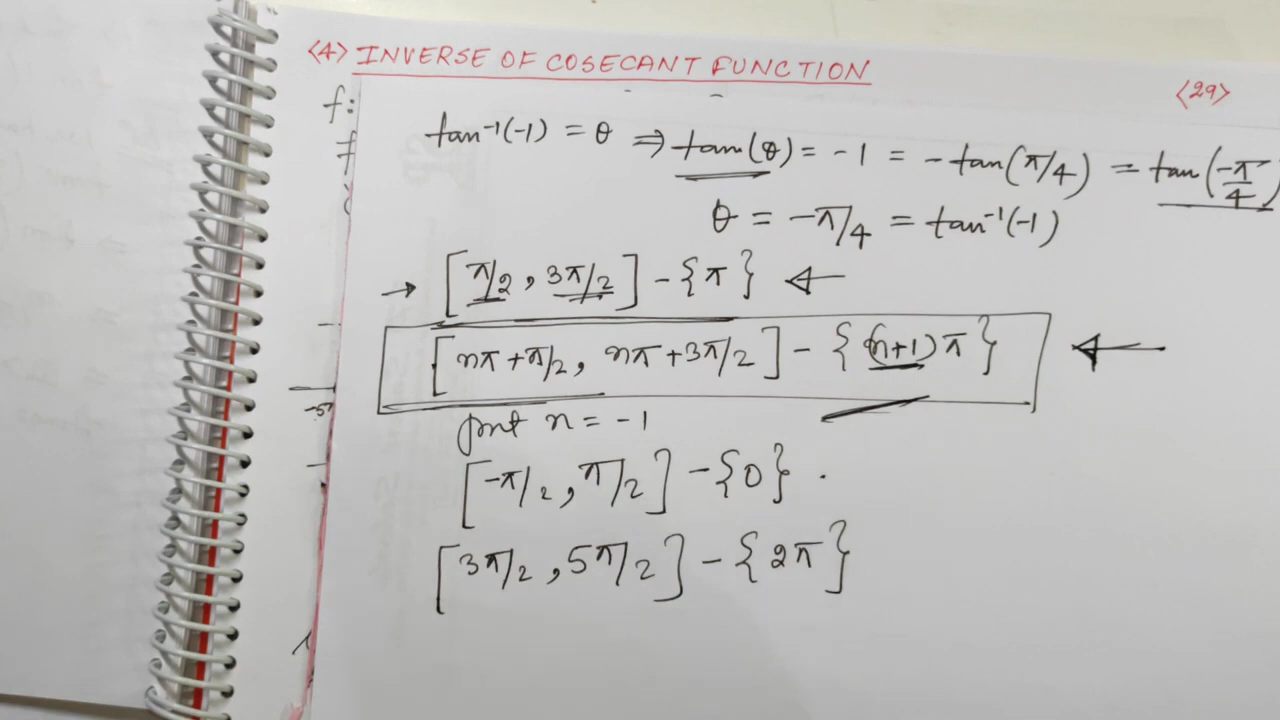 <4> INVERSE OF COSECANT FUNCTION
<29>
f:
tan⁻¹(-1) = θ ⇒ tan(θ) = -1 = -tan(π/4) = tan(-π/4)
θ = -π/4 = tan⁻¹(-1)
→ [π/2, 3π/2] - {π} ←
[nπ+π/2, nπ+3π/2] - {(n+1)π} ←
put n = -1
[-π/2, π/2] - {0}.
[3π/2, 5π/2] - {2π}